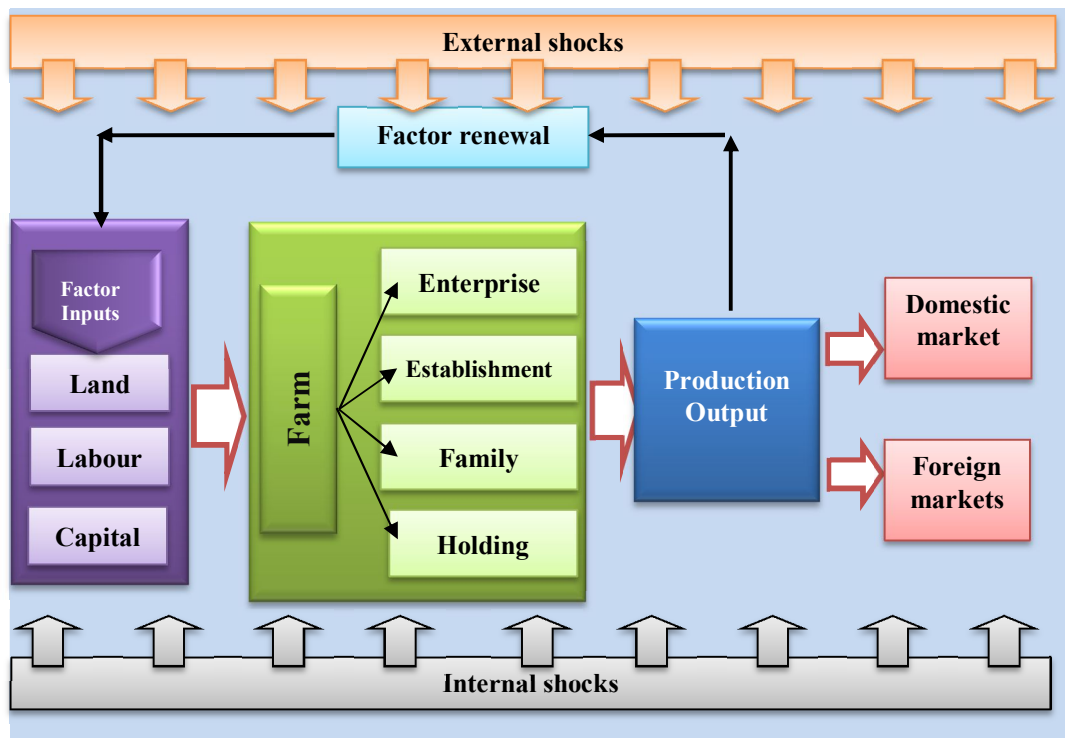 External shocks
Factor renewal
Factor
Inputs
Land
Labour
Capital
Farm
Enterprise
Establishment
Family
Holding
Production
Output
Domestic
market
Foreign
markets
Internal shocks